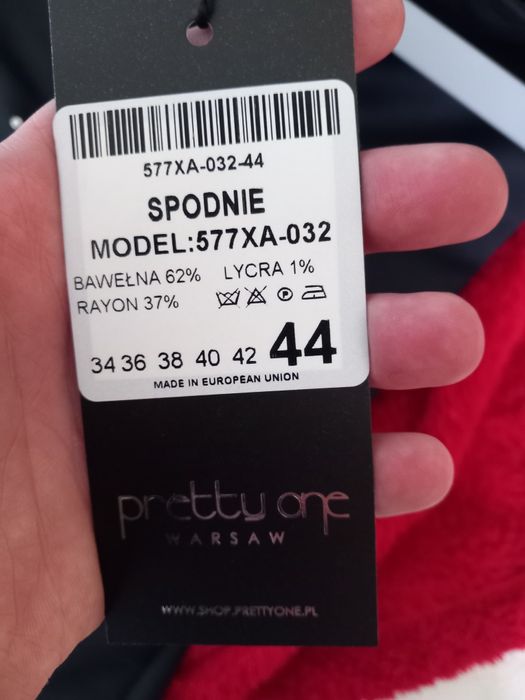 577XA-032-44
SPODNIE
MODEL:577XA-032
BAWEŁNA 62% LYCRA 1%
RAYON 37%
P
34 36 38 40 42 44
MADE IN EUROPEAN UNION
pretty one
WARSAW
WWW.SHOP.PRETTYONE.PL